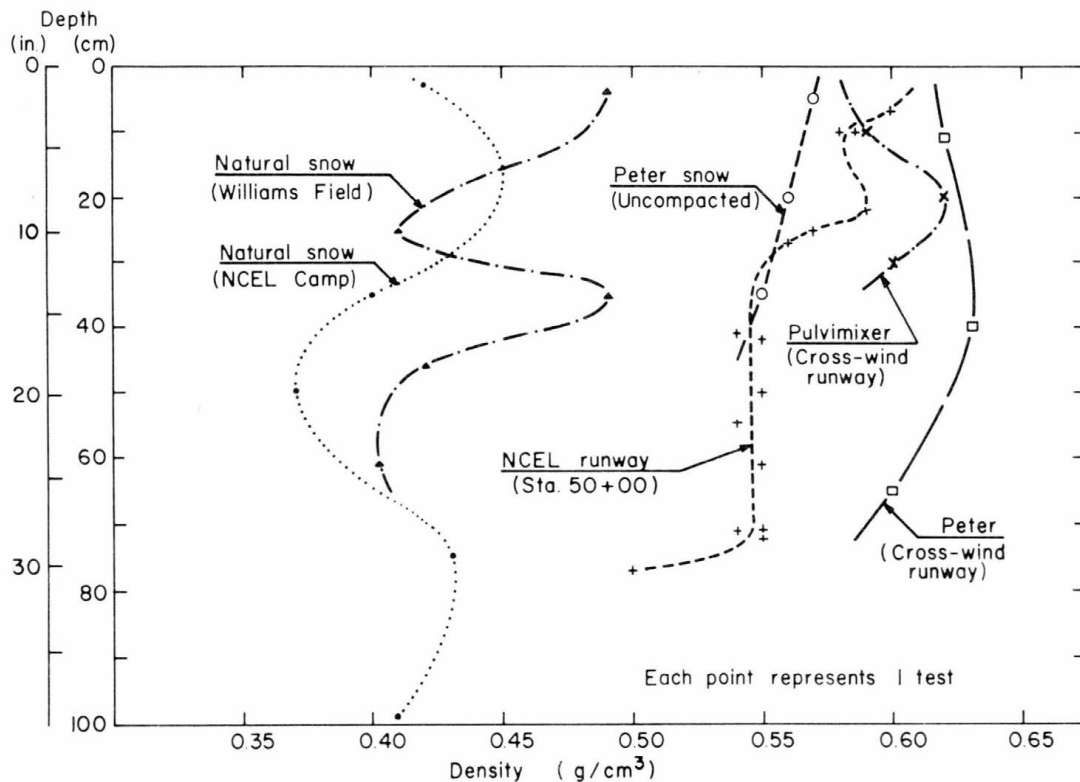 Depth
(in.) (cm)
0 0
20
10
40
20
60
30
80
100
0.35 0.40 0.45 0.50 0.55 0.60 0.65
Density (g/cm³)
Natural snow
(Williams Field)
Natural snow
(NCEL Camp)
Peter snow
(Uncompacted)
Pulvimixer
(Cross-wind
runway)
NCEL runway
(Sta. 50+00)
Peter
(Cross-wind
runway)
Each point represents 1 test